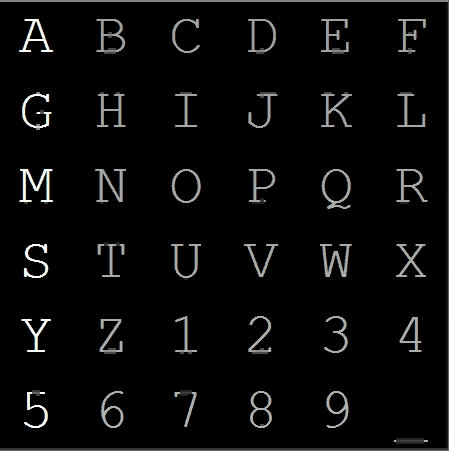 A B C D E F
G H I J K L
M N O P Q R
S T U V W X
Y Z 1 2 3 4
5 6 7 8 9 _